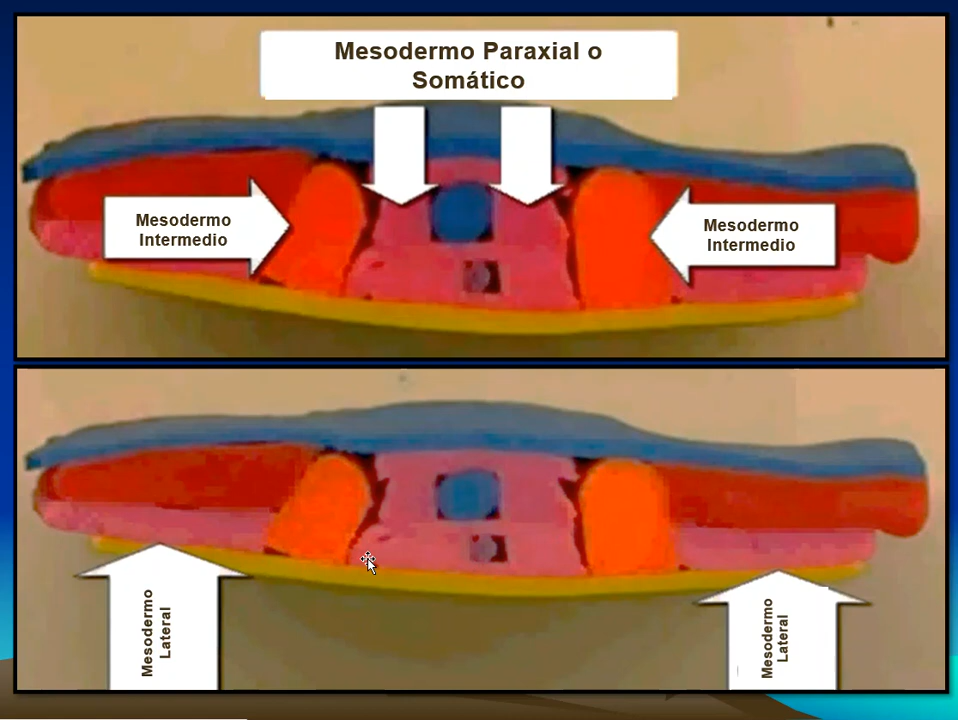 Mesodermo Paraxial o
Somático
Mesodermo
Intermedio
Mesodermo
Intermedio
Mesodermo
Lateral
Mesodermo
Lateral